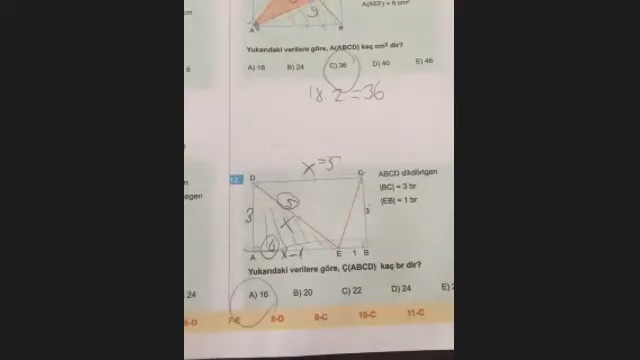 A(AEF) = 9 cm²
9
A
B
cm
Yukarıdaki verilere göre, A(ABCD) kaç cm² dir?
A) 18 B) 24 C) 36 D) 40 E) 48
18.2=36
x=5
D
C
ABCD dikdörtgen
|BC| = 3 br
|EB| = 1 br
5
3
x
3
4
x-1
A
E
1
B
Yukarıdaki verilere göre, Ç(ABCD) kaç br dir?
24
A) 16 B) 20 C) 22 D) 24
6-D 7-E 8-D 9-C 10-C 11-C